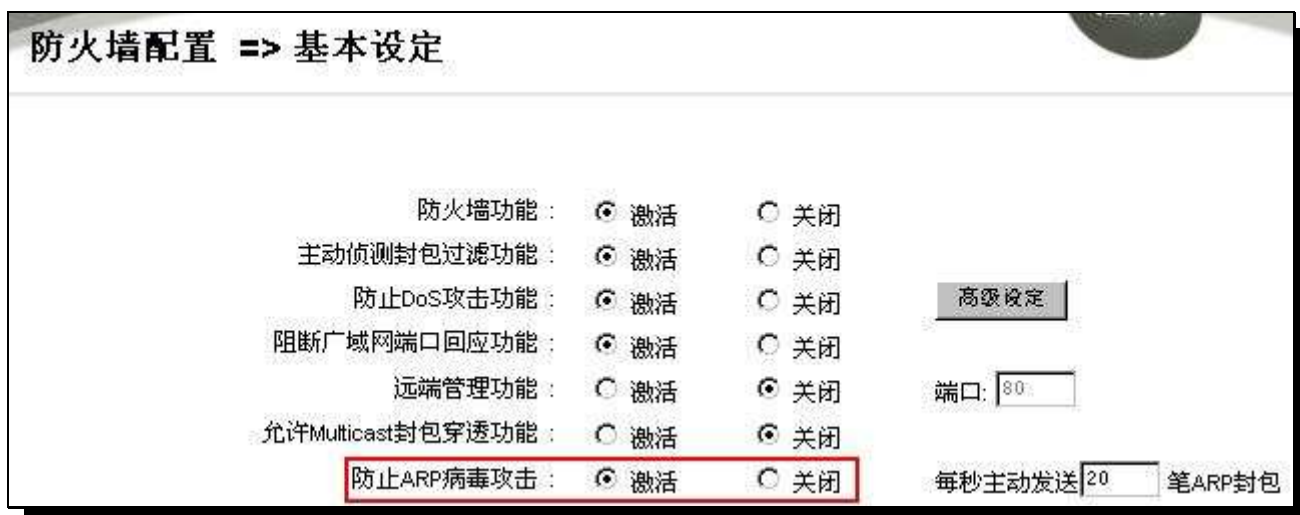 防火墙配置 => 基本设定
防火墙功能： 激活 关闭
主动侦测封包过滤功能： 激活 关闭
防止DoS攻击功能： 激活 关闭 高级设定
阻断广域网端口回应功能： 激活 关闭
远端管理功能： 激活 关闭 端口: 80
允许Multicast封包穿透功能： 激活 关闭
防止ARP病毒攻击： 激活 关闭 每秒主动发送 20 笔ARP封包